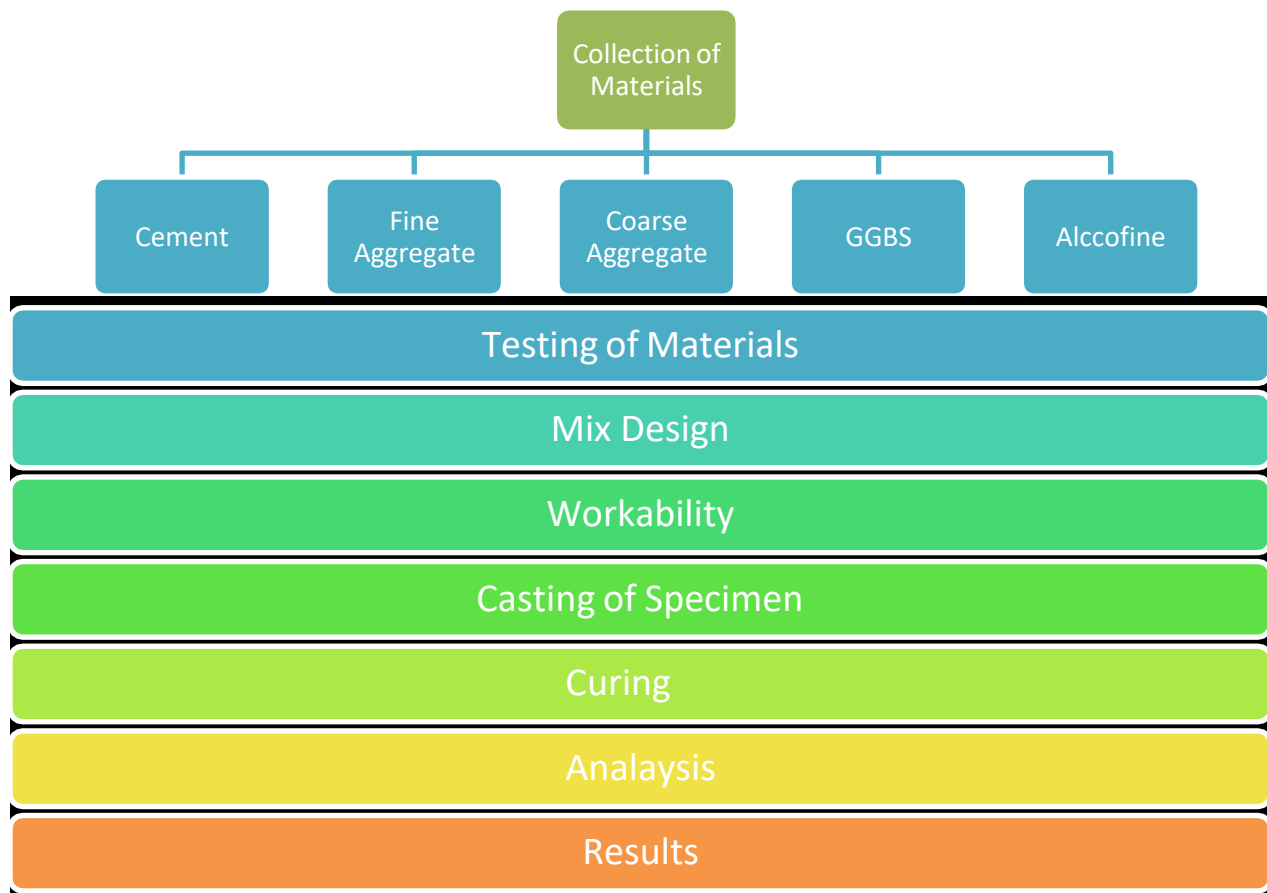 Collection of
Materials
Cement
Fine
Aggregate
Coarse
Aggregate
GGBS
Alccofine
Testing of Materials
Mix Design
Workability
Casting of Specimen
Curing
Analaysis
Results